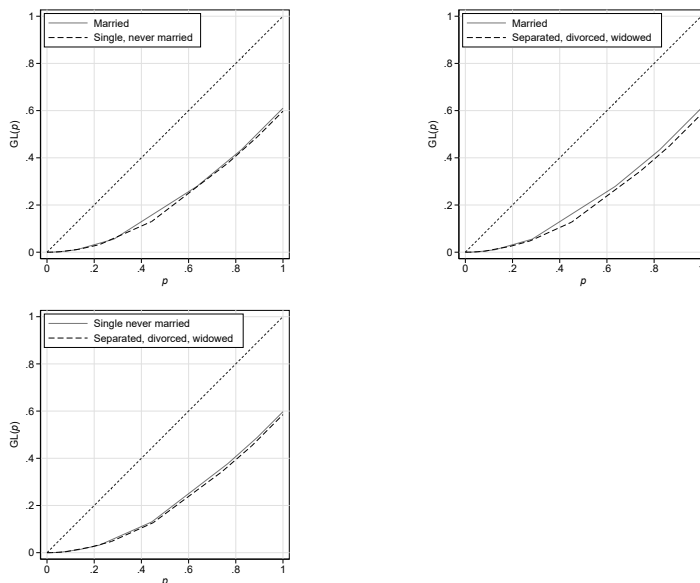 Married
Single, never married
1
.8
.6
.4
.2
0
GL(p)
0
.2
.4
.6
.8
1
p
Married
Separated, divorced, widowed
1
.8
.6
.4
.2
0
GL(p)
0
.2
.4
.6
.8
p
Single never married
Separated, divorced, widowed
1
.8
.6
.4
.2
0
GL(p)
0
.2
.4
.6
.8
1
p